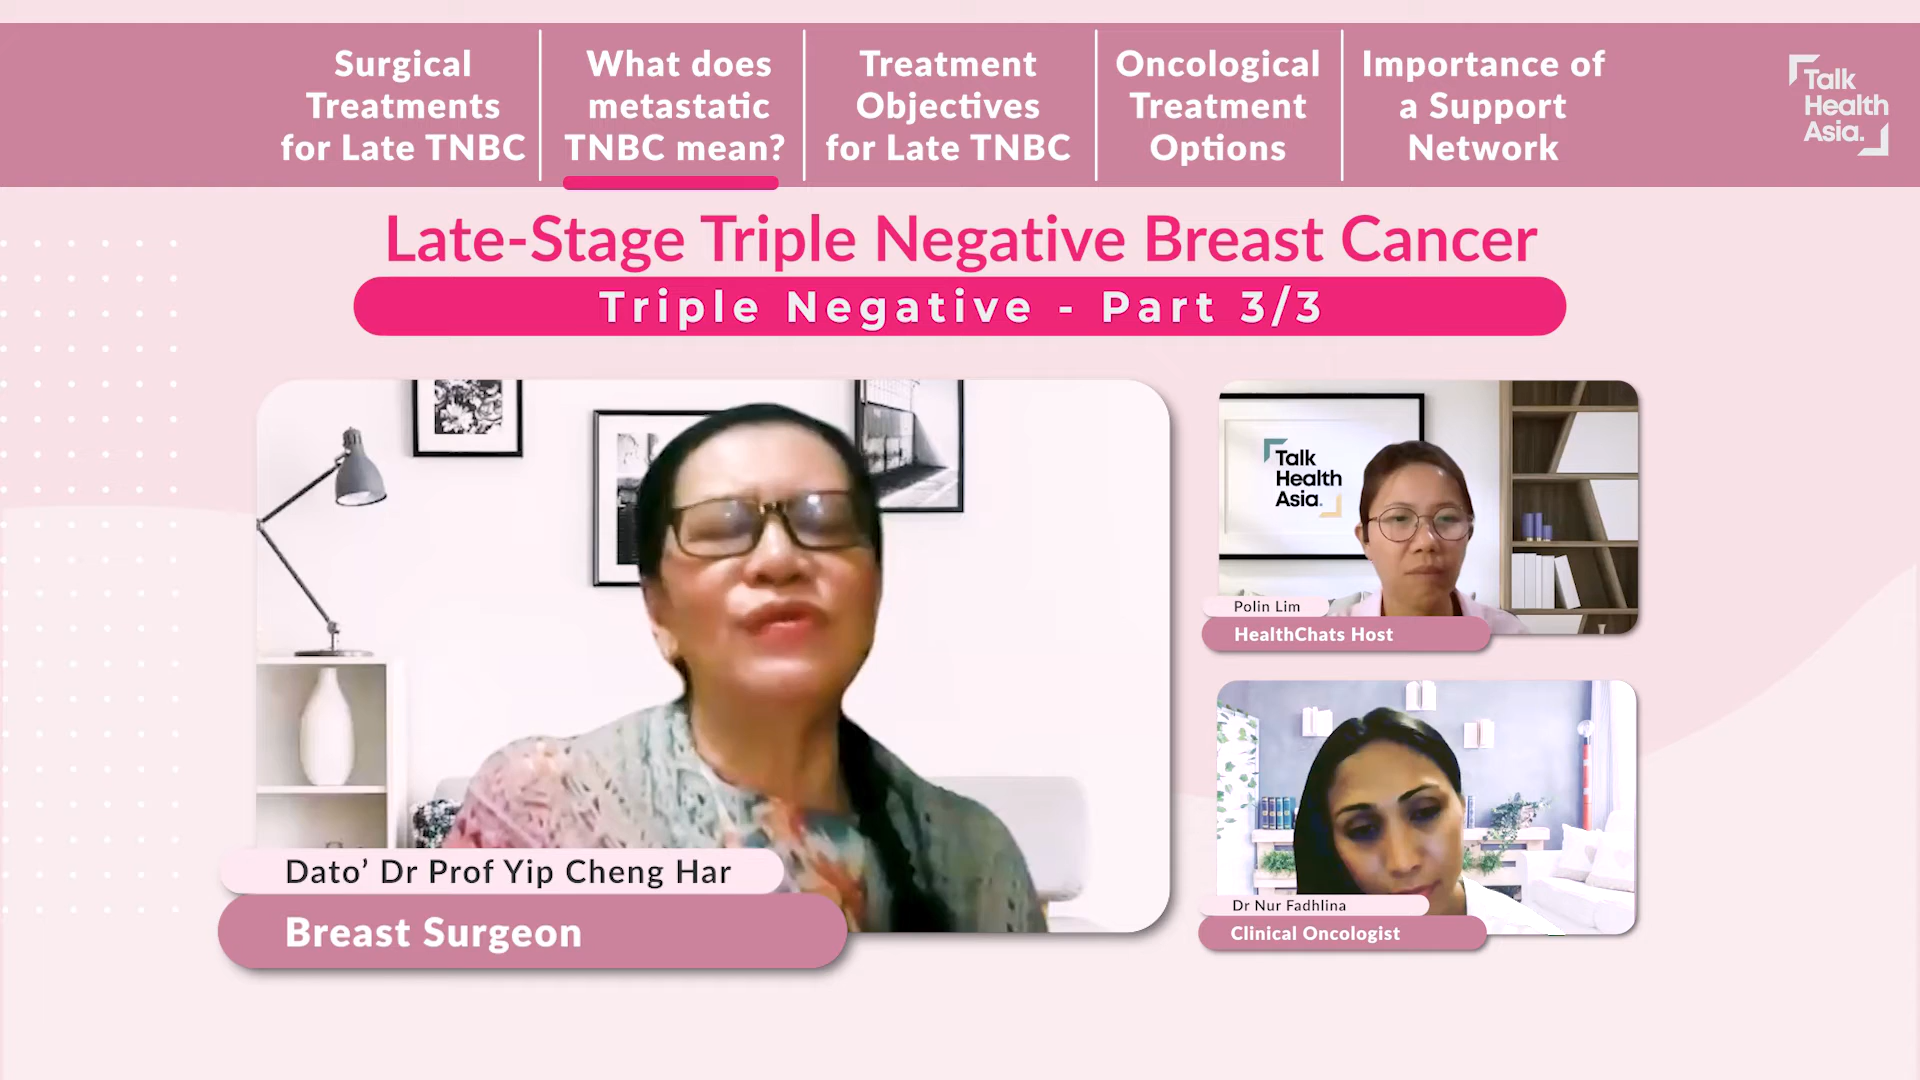 Surgical
Treatments
for Late TNBC
What does
metastatic
TNBC mean?
Treatment
Objectives
for Late TNBC
Oncological
Treatment
Options
Importance of
a Support
Network
Talk
Health
Asia.
Late-Stage Triple Negative Breast Cancer
Triple Negative - Part 3/3
Talk
Health
Asia.
Polin Lim
HealthChats Host
Dato’ Dr Prof Yip Cheng Har
Breast Surgeon
Dr Nur Fadhlina
Clinical Oncologist